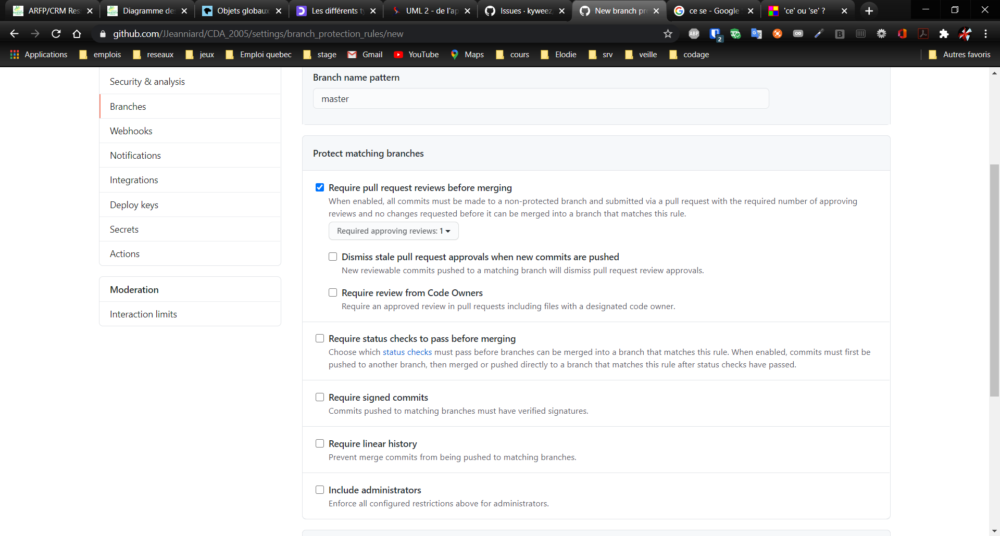 ARFP/CRM Res
Diagramme de
Objets globaux
Les différents ty
UML 2 - de l'ap
Issues · kyweez
New branch pr
ce se - Google
'ce' ou 'se' ?
github.com/JJeanniard/CDA_2005/settings/branch_protection_rules/new
ABP
2
Applications
emplois
reseaux
jeux
Emploi quebec
stage
Gmail
YouTube
Maps
cours
Elodie
srv
veille
codage
Autres favoris
Security & analysis
Branches
Webhooks
Notifications
Integrations
Deploy keys
Secrets
Actions
Moderation
Interaction limits
Branch name pattern
master
Protect matching branches
Require pull request reviews before merging
When enabled, all commits must be made to a non-protected branch and submitted via a pull request with the required number of approving
reviews and no changes requested before it can be merged into a branch that matches this rule.
Required approving reviews: 1
Dismiss stale pull request approvals when new commits are pushed
New reviewable commits pushed to a matching branch will dismiss pull request review approvals.
Require review from Code Owners
Require an approved review in pull requests including files with a designated code owner.
Require status checks to pass before merging
Choose which status checks must pass before branches can be merged into a branch that matches this rule. When enabled, commits must first be
pushed to another branch, then merged or pushed directly to a branch that matches this rule after status checks have passed.
Require signed commits
Commits pushed to matching branches must have verified signatures.
Require linear history
Prevent merge commits from being pushed to matching branches.
Include administrators
Enforce all configured restrictions above for administrators.